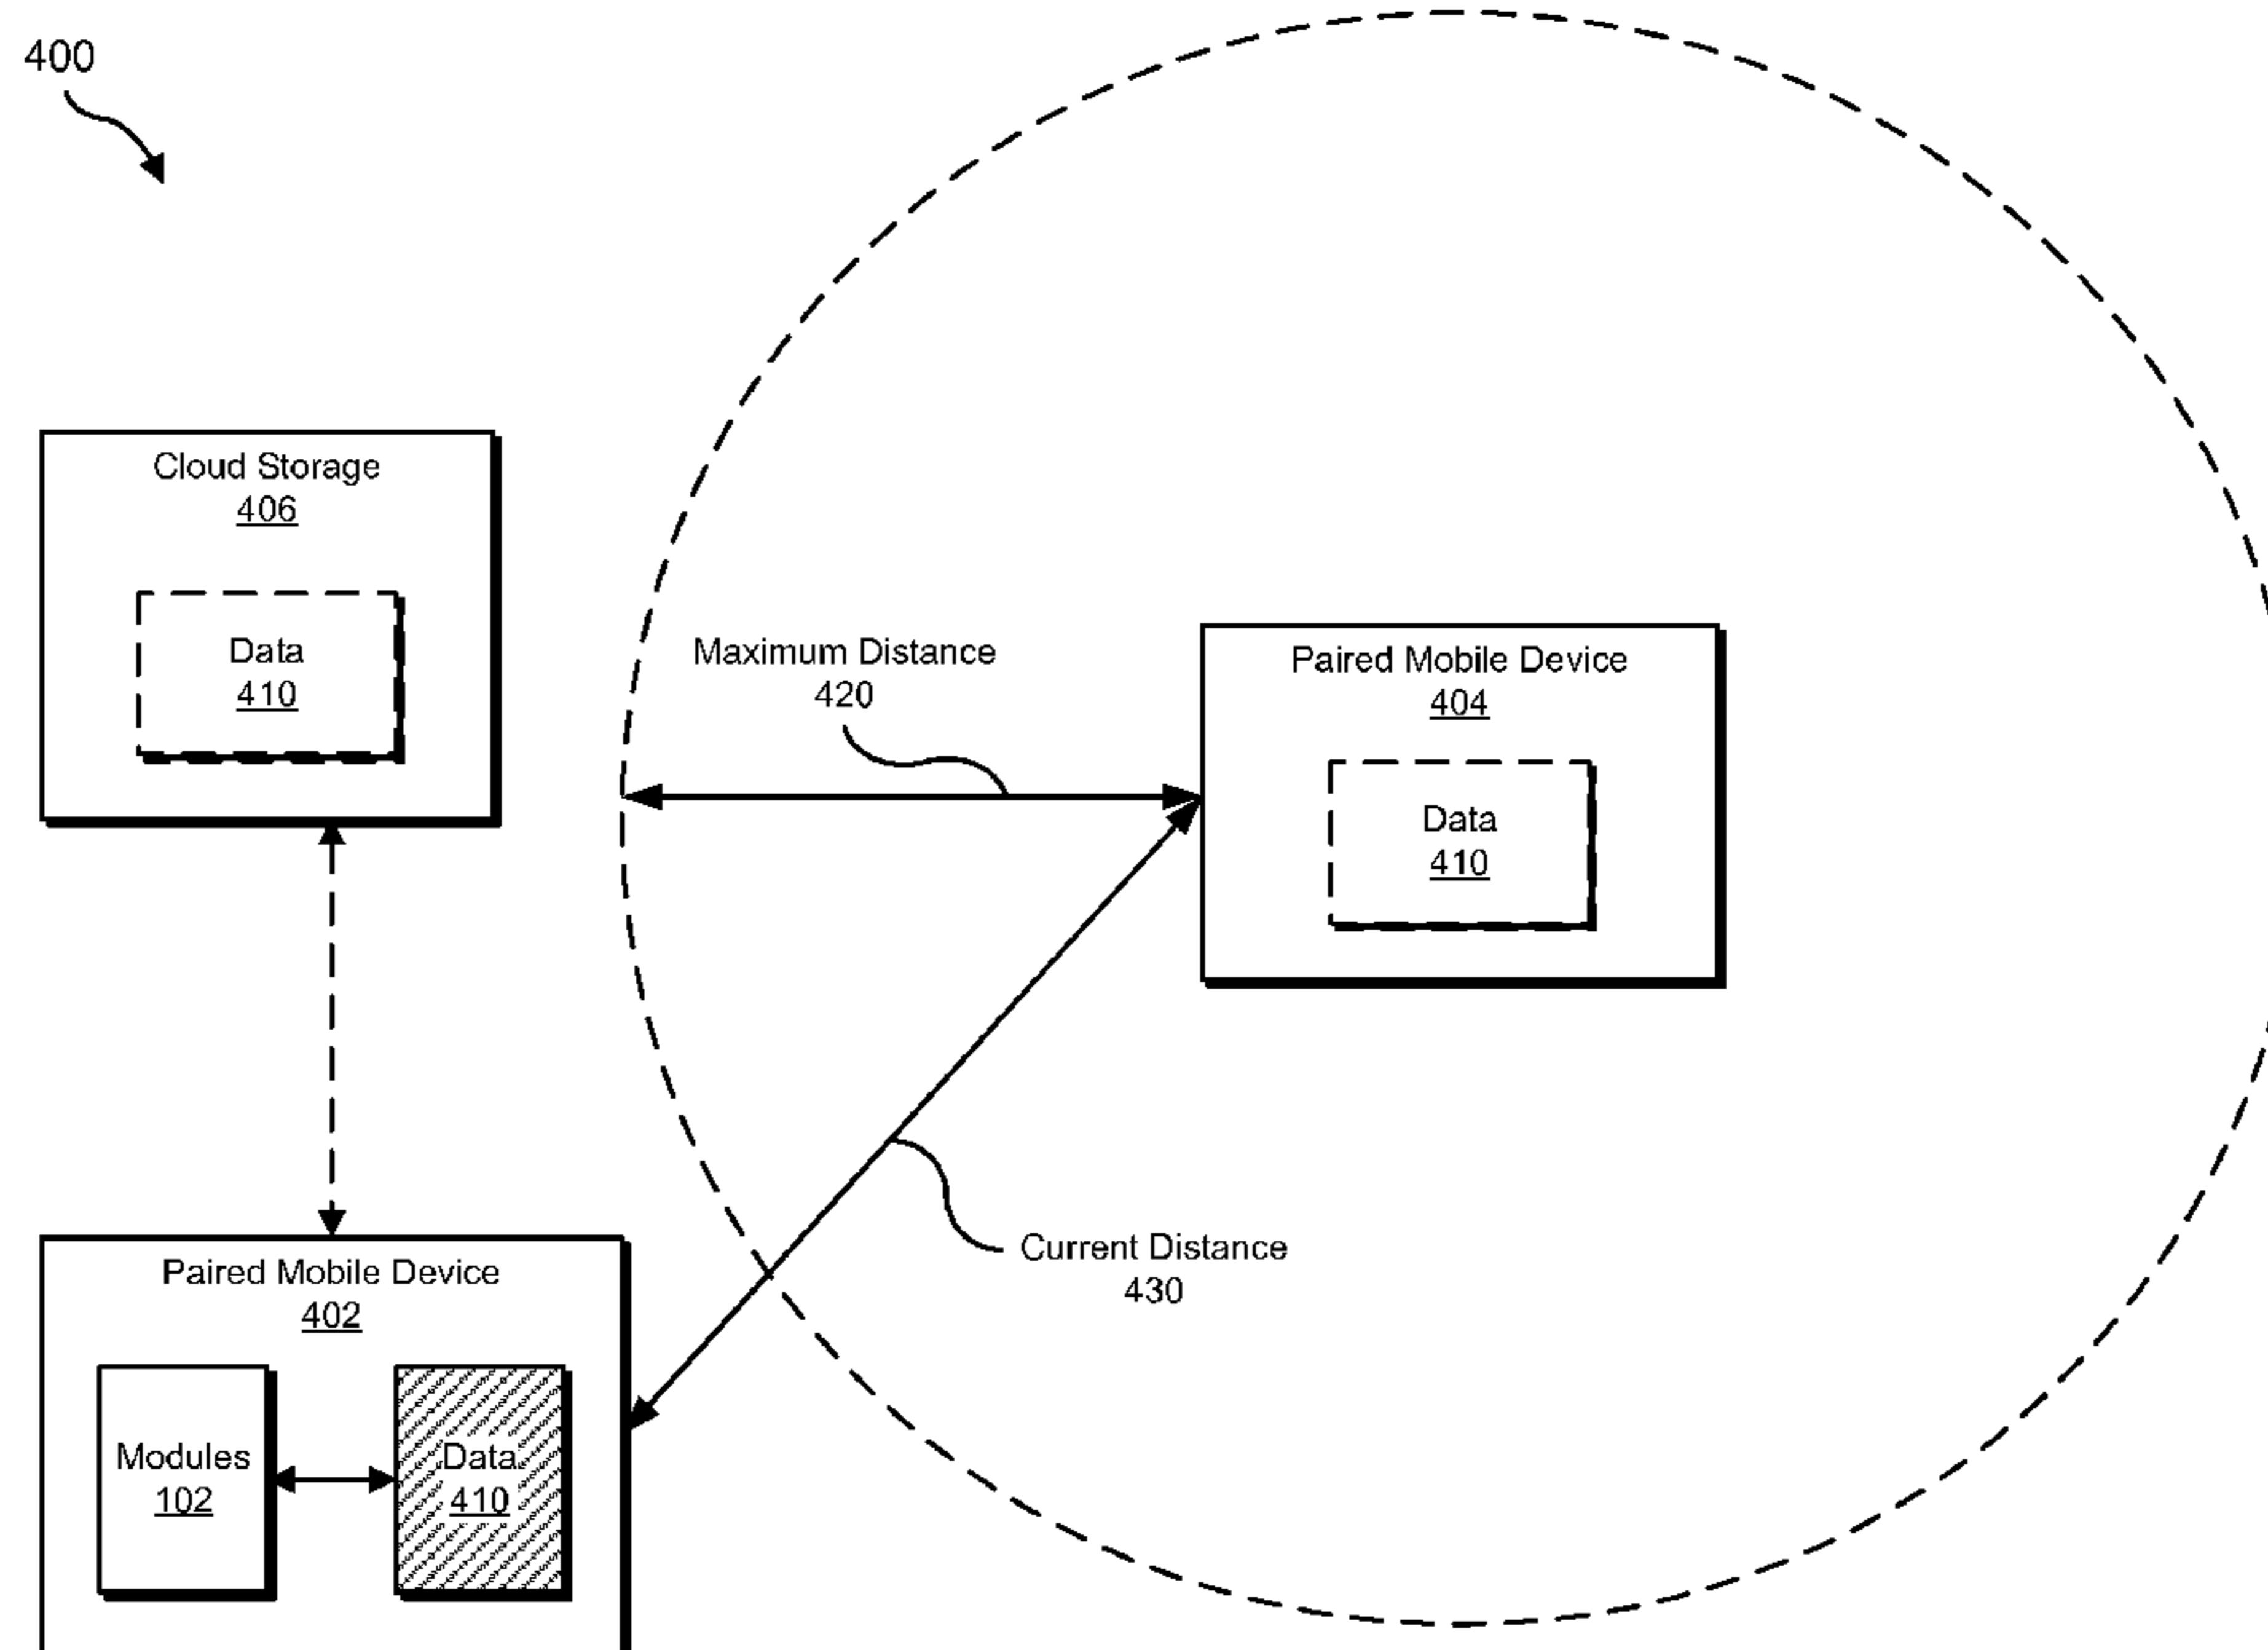 400
Cloud Storage
406
Data
410
Maximum Distance
420
Paired Mobile Device
404
Data
410
Current Distance
430
Paired Mobile Device
402
Modules
102
Data
410